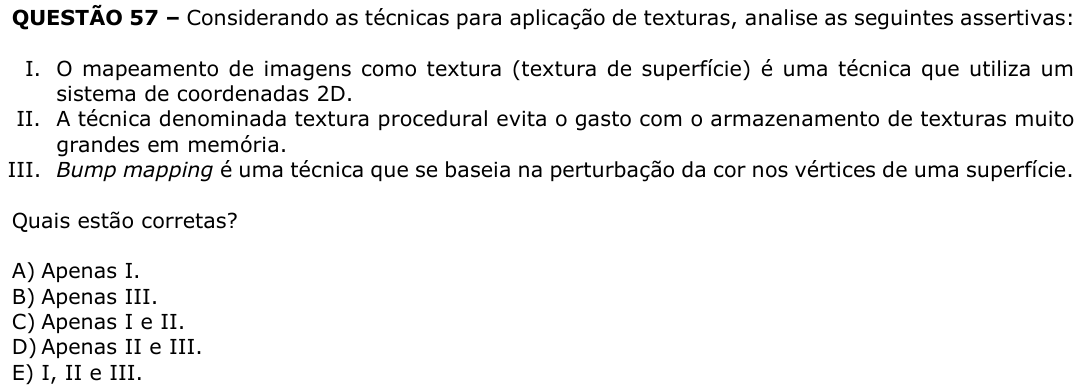 QUESTÃO 57 – Considerando as técnicas para aplicação de texturas, analise as seguintes assertivas:
I. O mapeamento de imagens como textura (textura de superfície) é uma técnica que utiliza um
sistema de coordenadas 2D.
II. A técnica denominada textura procedural evita o gasto com o armazenamento de texturas muito
grandes em memória.
III. Bump mapping é uma técnica que se baseia na perturbação da cor nos vértices de uma superfície.
Quais estão corretas?
A) Apenas I.
B) Apenas III.
C) Apenas I e II.
D) Apenas II e III.
E) I, II e III.